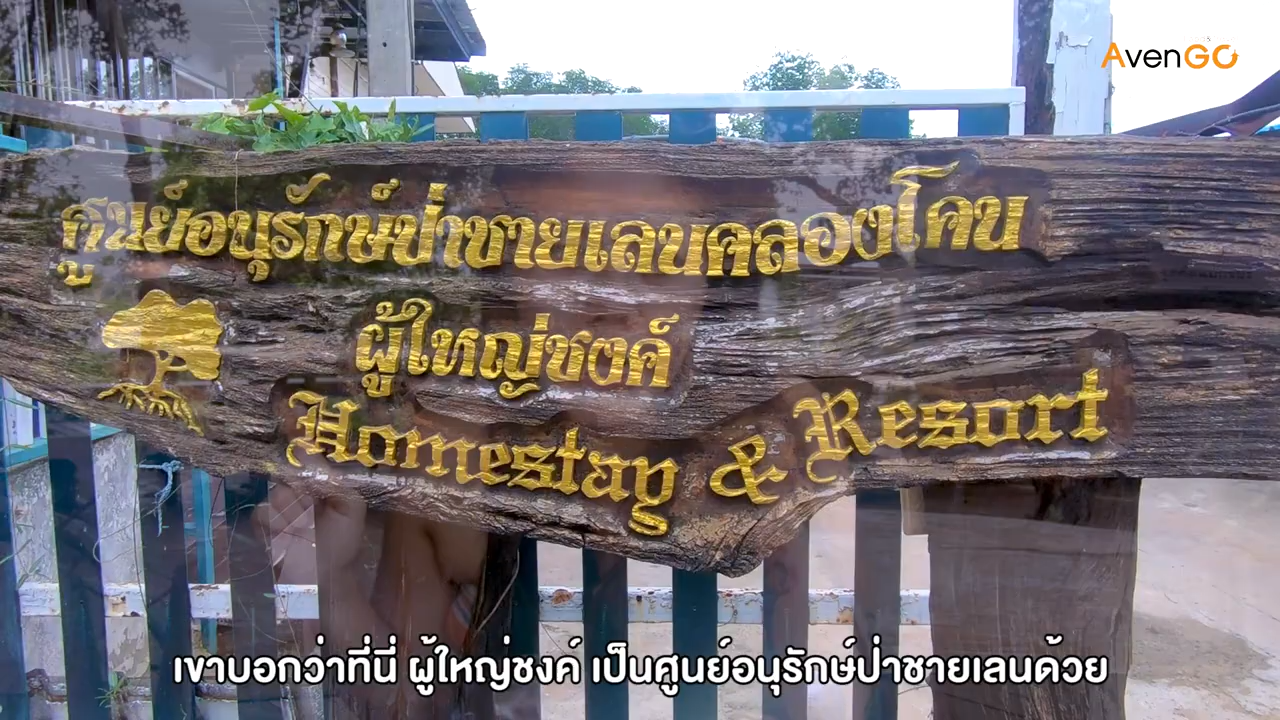 AvenGO
ศูนย์อนุรักษ์ป่าชายเลนคลองโคน
ผู้ใหญ่ชงค์
Homestay & Resort
เขาบอกว่าที่นี่ ผู้ใหญ่ชงค์ เป็นศูนย์อนุรักษ์ป่าชายเลนด้วย